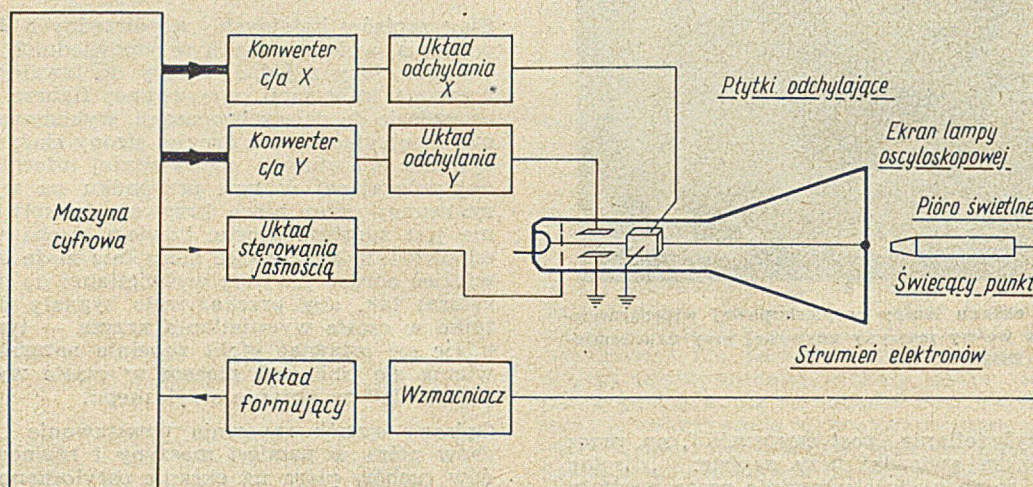 Konwerter
c/a X
Układ
odchylania
X
Płytki odchylające
Konwerter
c/a Y
Układ
odchylania
Y
Ekran lampy
oscyloskopowej
Maszyna
cyfrowa
Układ
sterowania
jaśnością
Pióro świetlne
Świecący punkt
Strumień elektronów
Układ
formujący
Wzmacniacz